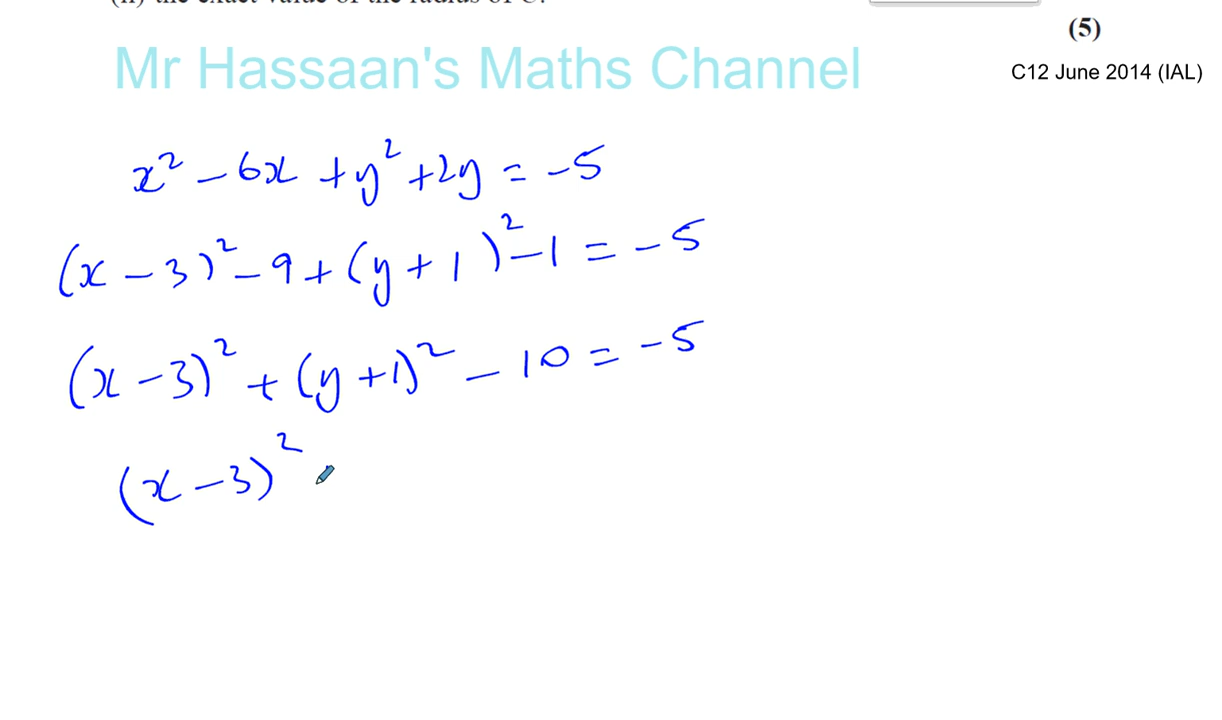 (5)
Mr Hassaan's Maths Channel
C12 June 2014 (IAL)
x² - 6x + y² + 2y = -5
(x - 3)² - 9 + (y + 1)² - 1 = -5
(x - 3)² + (y + 1)² - 10 = -5
(x - 3)²